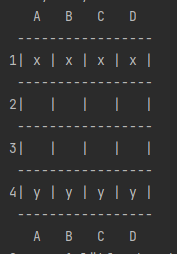 A B C D
-----------------
1| x | x | x | x |
-----------------
2|   |   |   |   |
-----------------
3|   |   |   |   |
-----------------
4| y | y | y | y |
-----------------
A B C D